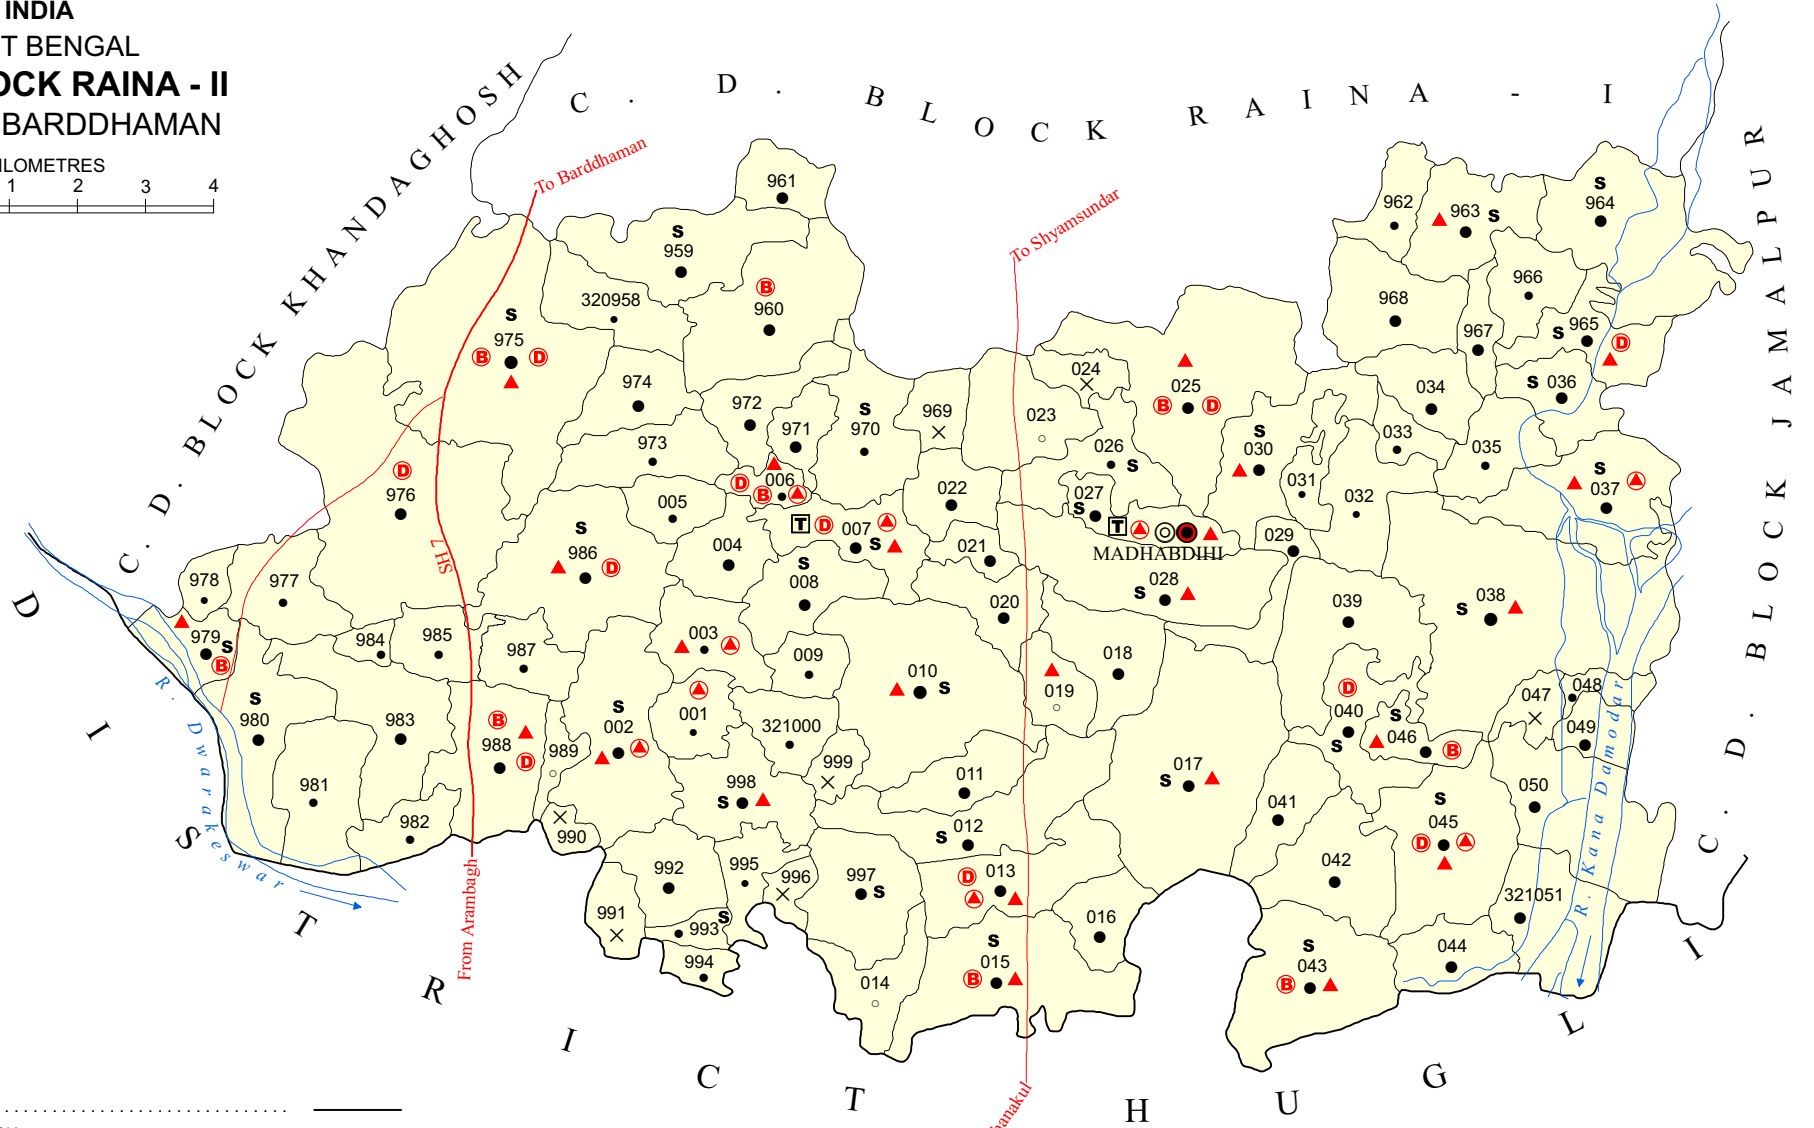 INDIA
T BENGAL
OCK RAINA - II
BARDDHAMAN
ILOMETRES
1 2 3 4
C. D. BLOCK KHANDAGHOSH
C. D. BLOCK RAINA - I
C. D. BLOCK JAMALPUR
DISTRICT HUGLI
To Barddhaman
To Shyamsundar
SH 7
From Arambagh
banakul
R. Dwarakeswar
R. Kana Damodar
MADHABDIHI
961
S
959
B
960
320958
S
975
B D
974
973
972
971
S
970
969
023
024
025
B D
962
963 S
S
964
966
968
967
S 965
D
S 036
034
033
035
S
030
031
032
026
S
027
S
T
022
D
006
B
T D 007
S
005
D
976
S
986 D
004
S
008
021
020
029
028
S
S
037
S 038
039
978
977
979
S
B
984
985
987
003
009
010 S
019
018
S
980
983
981
982
B
988
D
989
990
S
002
001
321000
999
998
S
011
S 012
017
S
D
040
S
S
046 B
047
048
049
050
041
042
S
045
D
321051
044
S
043
B
992
995
996
997 S
991
S
993
994
D 013
S
015
B
014
016